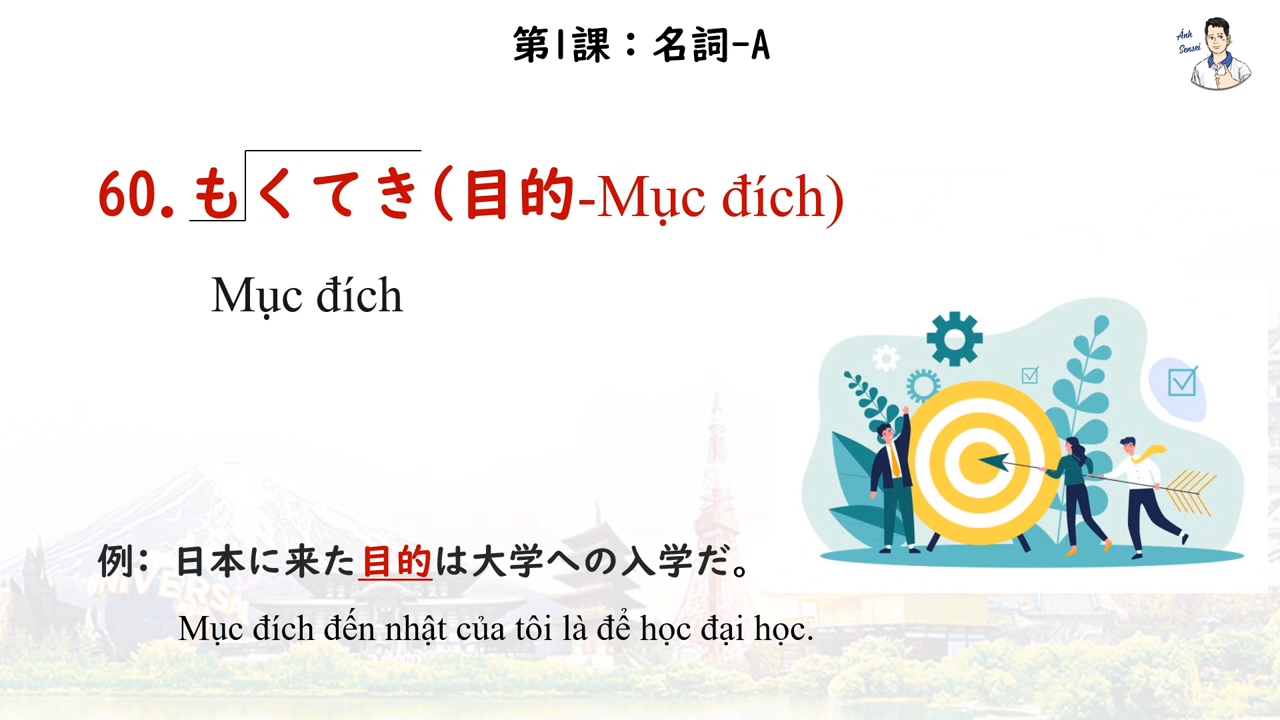 第1課：名詞-A
Ánh
Sensei
60.もくてき(目的-Mục đích)
Mục đích
例: 日本に来た目的は大学への入学だ。
Mục đích đến nhật của tôi là để học đại học.